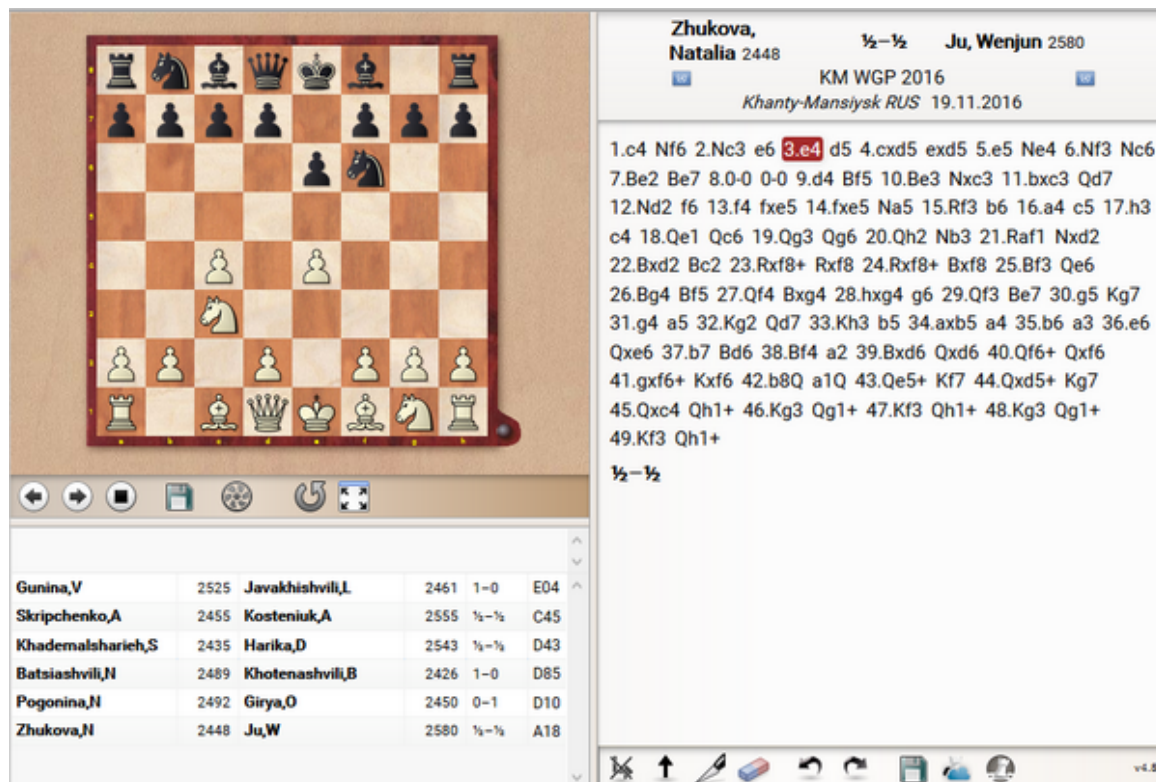 Zhukova, Natalia 2448 ½–½ Ju, Wenjun 2580
KM WGP 2016
Khanty-Mansiysk RUS 19.11.2016
1.c4 Nf6 2.Nc3 e6 3.e4 d5 4.cxd5 exd5 5.e5 Ne4 6.Nf3 Nc6
7.Be2 Be7 8.0-0 0-0 9.d4 Bf5 10.Be3 Nxc3 11.bxc3 Qd7
12.Nd2 f6 13.f4 fxe5 14.fxe5 Na5 15.Rf3 b6 16.a4 c5 17.h3
c4 18.Qe1 Qc6 19.Qg3 Qg6 20.Qh2 Nb3 21.Raf1 Nxd2
22.Bxd2 Bc2 23.Rxf8+ Rxf8 24.Rxf8+ Bxf8 25.Bf3 Qe6
26.Bg4 Bf5 27.Qf4 Bxg4 28.hxg4 g6 29.Qf3 Be7 30.g5 Kg7
31.g4 a5 32.Kg2 Qd7 33.Kh3 b5 34.axb5 a4 35.b6 a3 36.e6
Qxe6 37.b7 Bd6 38.Bf4 a2 39.Bxd6 Qxd6 40.Qf6+ Qxf6
41.gxf6+ Kxf6 42.b8Q a1Q 43.Qe5+ Kf7 44.Qxd5+ Kg7
45.Qxc4 Qh1+ 46.Kg3 Qg1+ 47.Kf3 Qh1+ 48.Kg3 Qg1+
49.Kf3 Qh1+
½–½
Gunina,V 2525 Javakhishvili,L 2461 1–0 E04
Skripchenko,A 2455 Kosteniuk,A 2555 ½–½ C45
Khademalsharieh,S 2435 Harika,D 2543 ½–½ D43
Batsiashvili,N 2489 Khotenashvili,B 2426 1–0 D85
Pogonina,N 2492 Girya,O 2450 0–1 D10
Zhukova,N 2448 Ju,W 2580 ½–½ A18